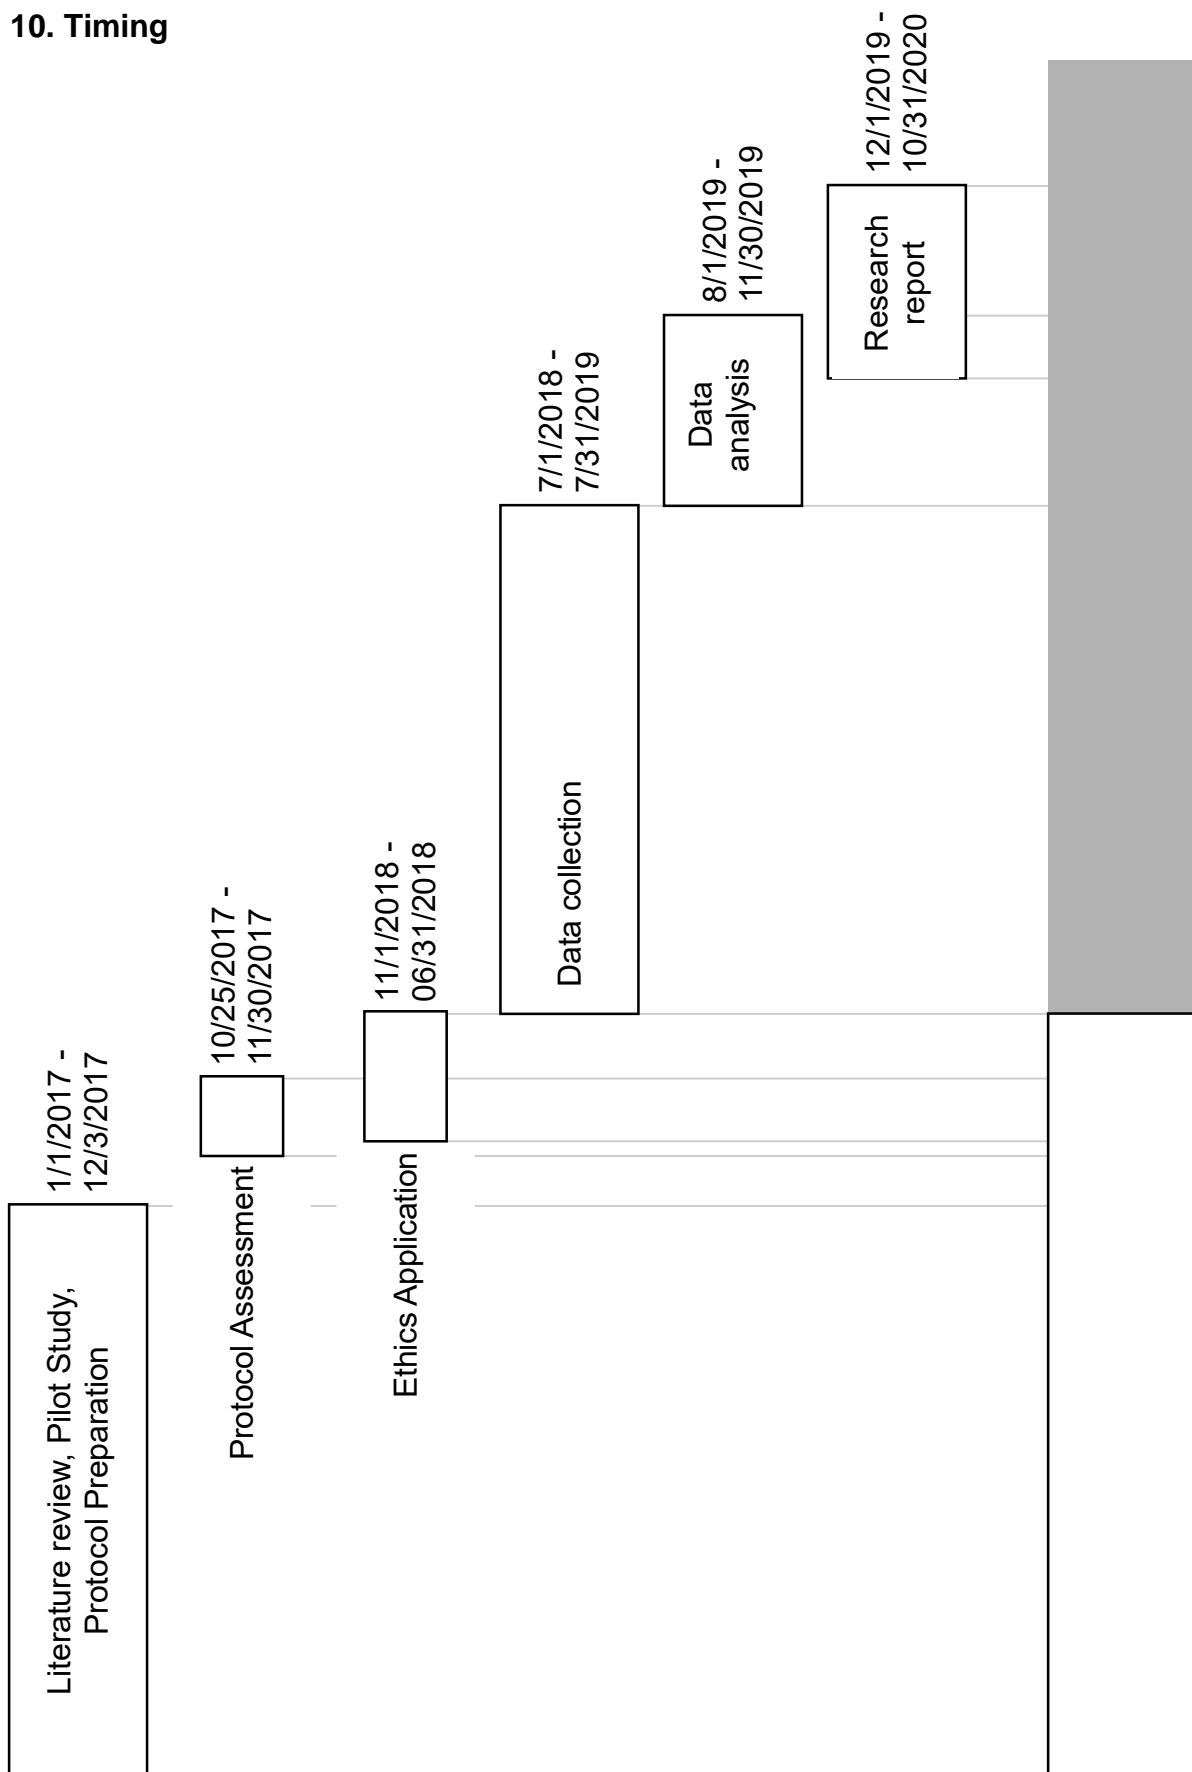 10. Timing
Literature review, Pilot Study,
Protocol Preparation
1/1/2017 -
12/3/2017
Protocol Assessment
10/25/2017 -
11/30/2017
Ethics Application
11/1/2018 -
06/31/2018
Data collection
7/1/2018 -
7/31/2019
Data
analysis
8/1/2019 -
11/30/2019
Research
report
12/1/2019 -
10/31/2020